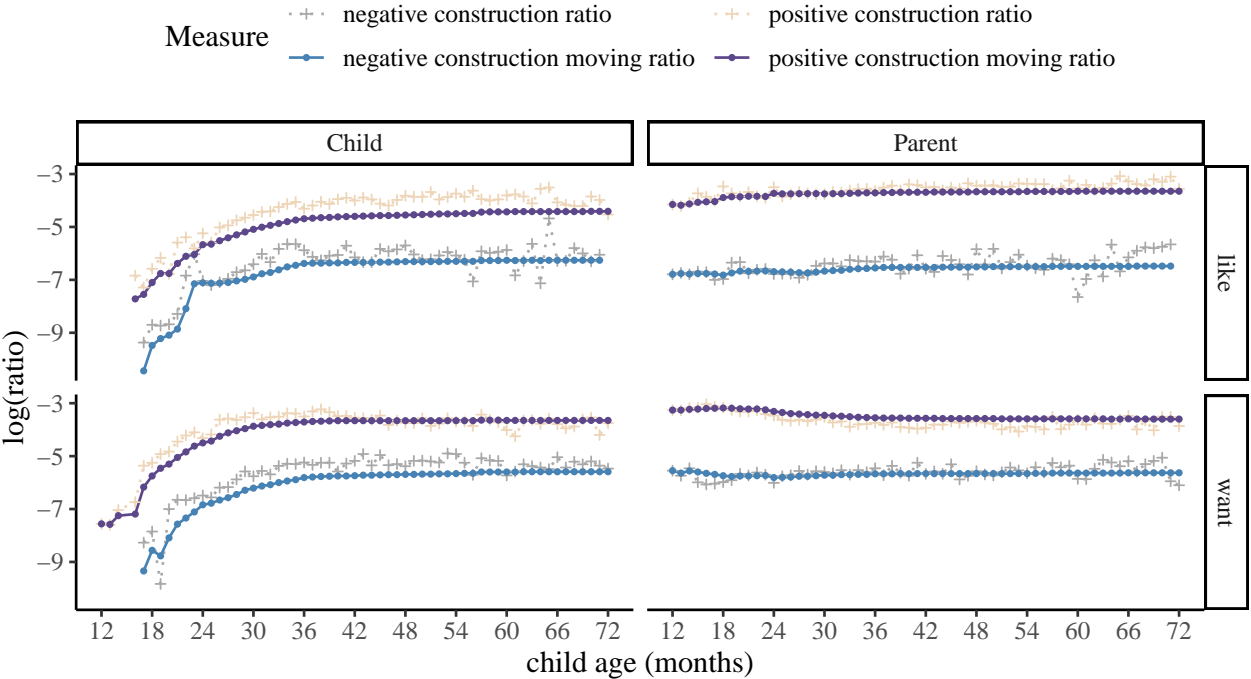 Measure
negative construction ratio
positive construction ratio
negative construction moving ratio
positive construction moving ratio
Child
Parent
−3
−5
−7
−9
like
−3
−5
−7
−9
want
log(ratio)
12 18 24 30 36 42 48 54 60 66 72
12 18 24 30 36 42 48 54 60 66 72
child age (months)